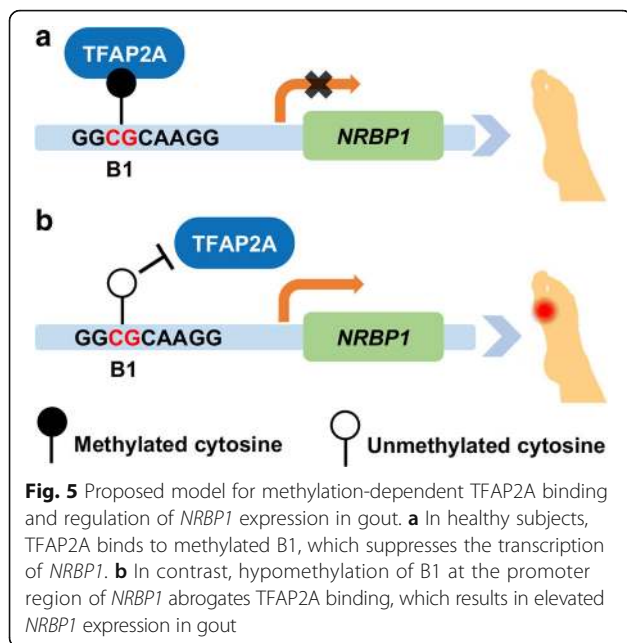 a
TFAP2A
GGCGCAAGG
NRBP1
B1
b
TFAP2A
GGCGCAAGG
NRBP1
B1
Methylated cytosine
Unmethylated cytosine
Fig. 5 Proposed model for methylation-dependent TFAP2A binding
and regulation of NRBP1 expression in gout. a In healthy subjects,
TFAP2A binds to methylated B1, which suppresses the transcription
of NRBP1. b In contrast, hypomethylation of B1 at the promoter
region of NRBP1 abrogates TFAP2A binding, which results in elevated
NRBP1 expression in gout